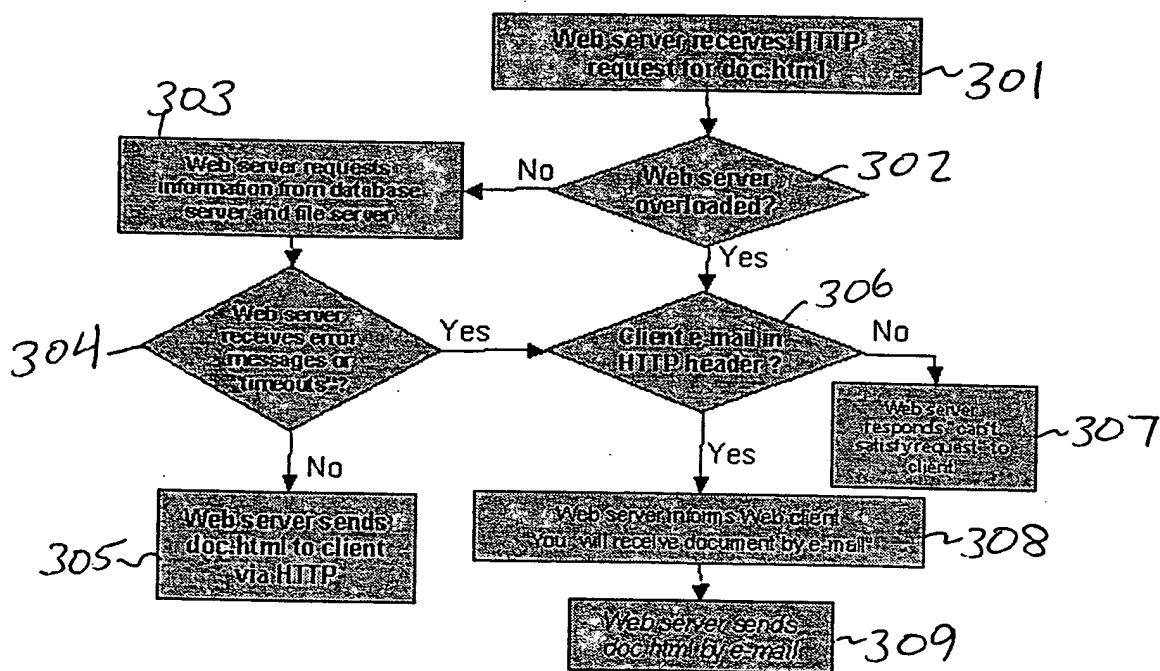 Web server receives HTTP
request for doc.html
301
303
Web server requests
information from database
server and file server
No
Web server
overloaded?
302
Yes
304
Web server
receives error
messages or
"timeouts"?
Yes
Client e-mail in
HTTP header ?
306
No
"Web server
responds "can't
satisfy request" to
client
307
No
Yes
305
Web server sends
doc.html to client
via HTTP
Web server informs Web client
"You will receive document by e-mail"
308
Web server sends
doc.html by e-mail
309